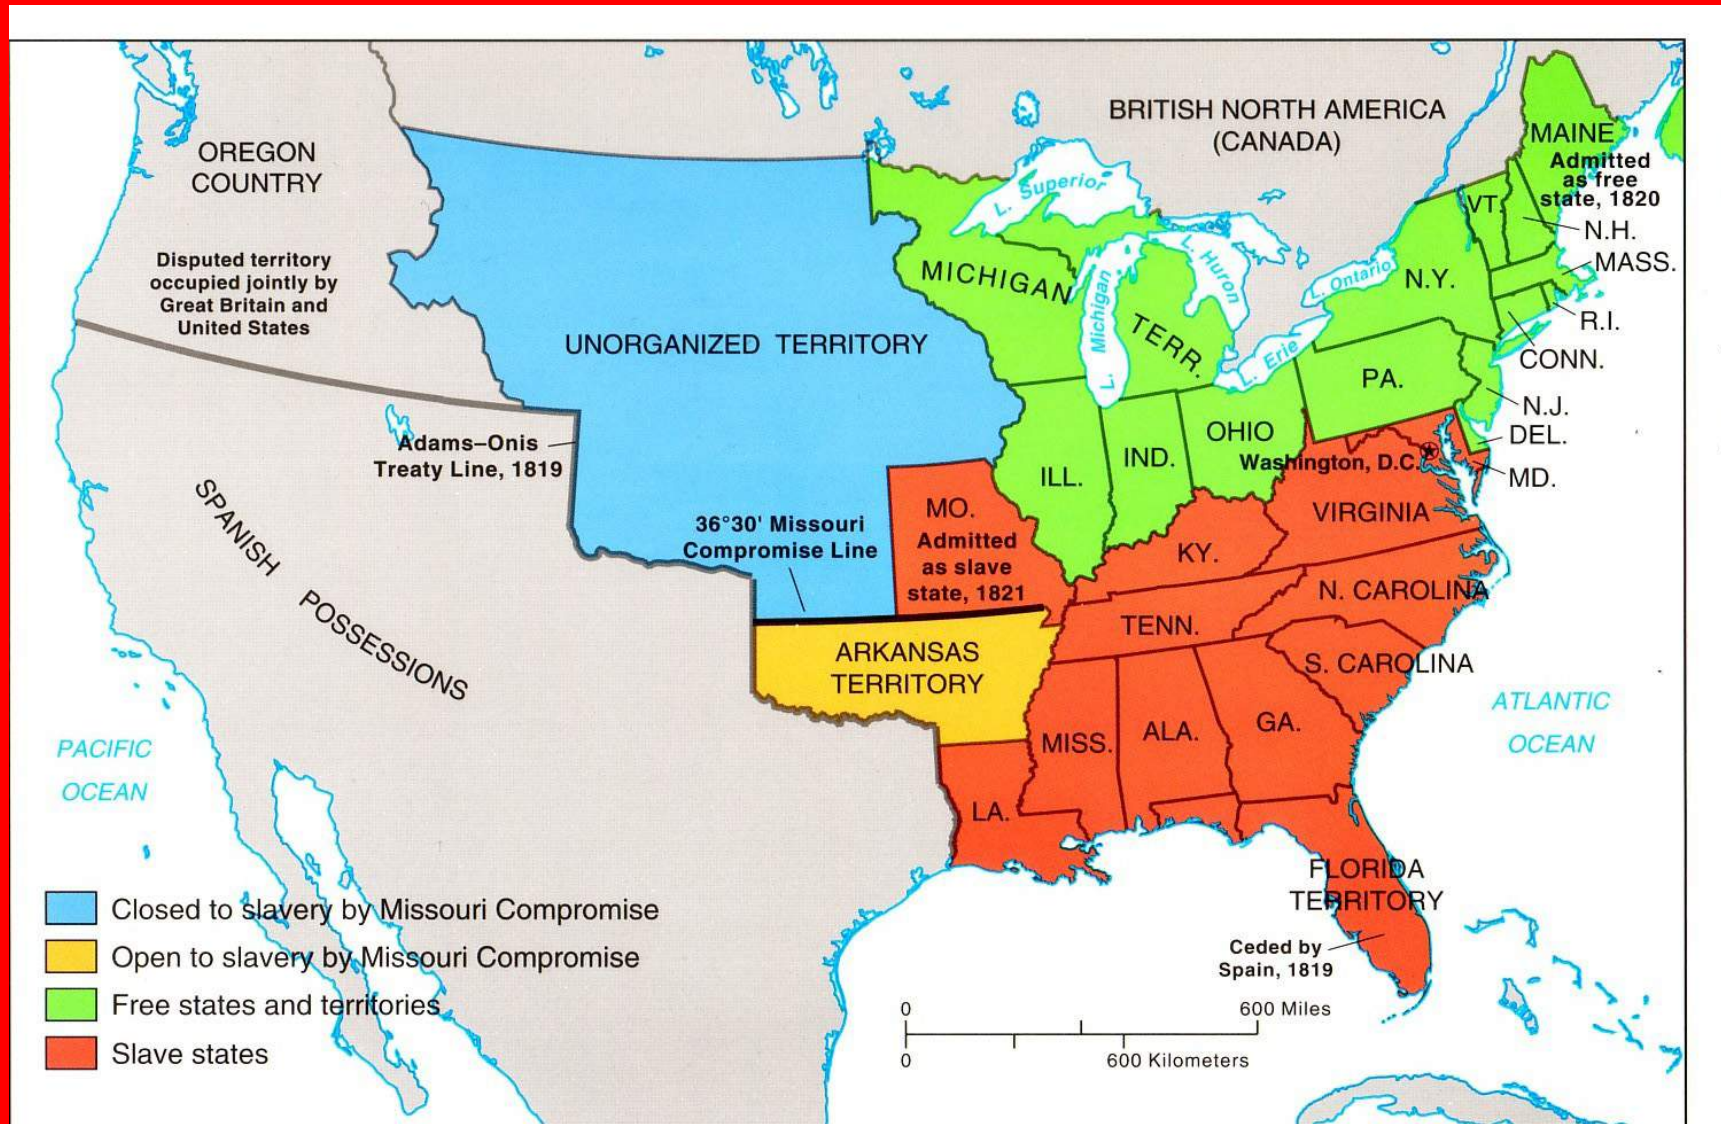 BRITISH NORTH AMERICA
(CANADA)
OREGON
COUNTRY
Disputed territory
occupied jointly by
Great Britain and
United States
UNORGANIZED TERRITORY
Adams–Onis
Treaty Line, 1819
SPANISH POSSESSIONS
36°30' Missouri
Compromise Line
L. Superior
L. Michigan
L. Huron
L. Ontario
L. Erie
MICHIGAN
TERR.
MAINE
Admitted
as free
state, 1820
VT.
N.H.
MASS.
N.Y.
R.I.
CONN.
PA.
N.J.
DEL.
MD.
OHIO
IND.
ILL.
Washington, D.C.
MO.
Admitted
as slave
state, 1821
VIRGINIA
KY.
N. CAROLINA
TENN.
S. CAROLINA
ARKANSAS
TERRITORY
MISS.
ALA.
GA.
LA.
FLORIDA
TERRITORY
Ceded by
Spain, 1819
PACIFIC
OCEAN
ATLANTIC
OCEAN
Closed to slavery by Missouri Compromise
Open to slavery by Missouri Compromise
Free states and territories
Slave states
0 600 Miles
0 600 Kilometers